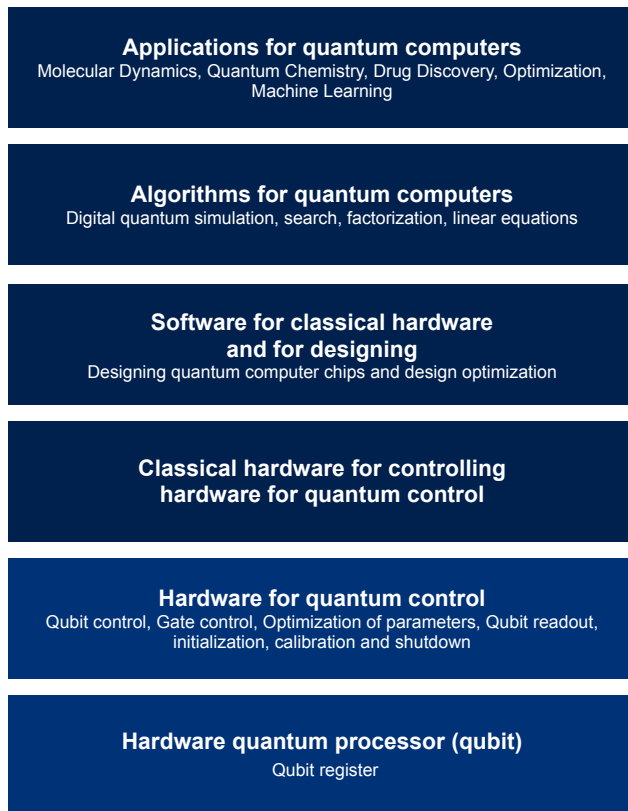 Applications for quantum computers
Molecular Dynamics, Quantum Chemistry, Drug Discovery, Optimization,
Machine Learning
Algorithms for quantum computers
Digital quantum simulation, search, factorization, linear equations
Software for classical hardware
and for designing
Designing quantum computer chips and design optimization
Classical hardware for controlling
hardware for quantum control
Hardware for quantum control
Qubit control, Gate control, Optimization of parameters, Qubit readout,
initialization, calibration and shutdown
Hardware quantum processor (qubit)
Qubit register